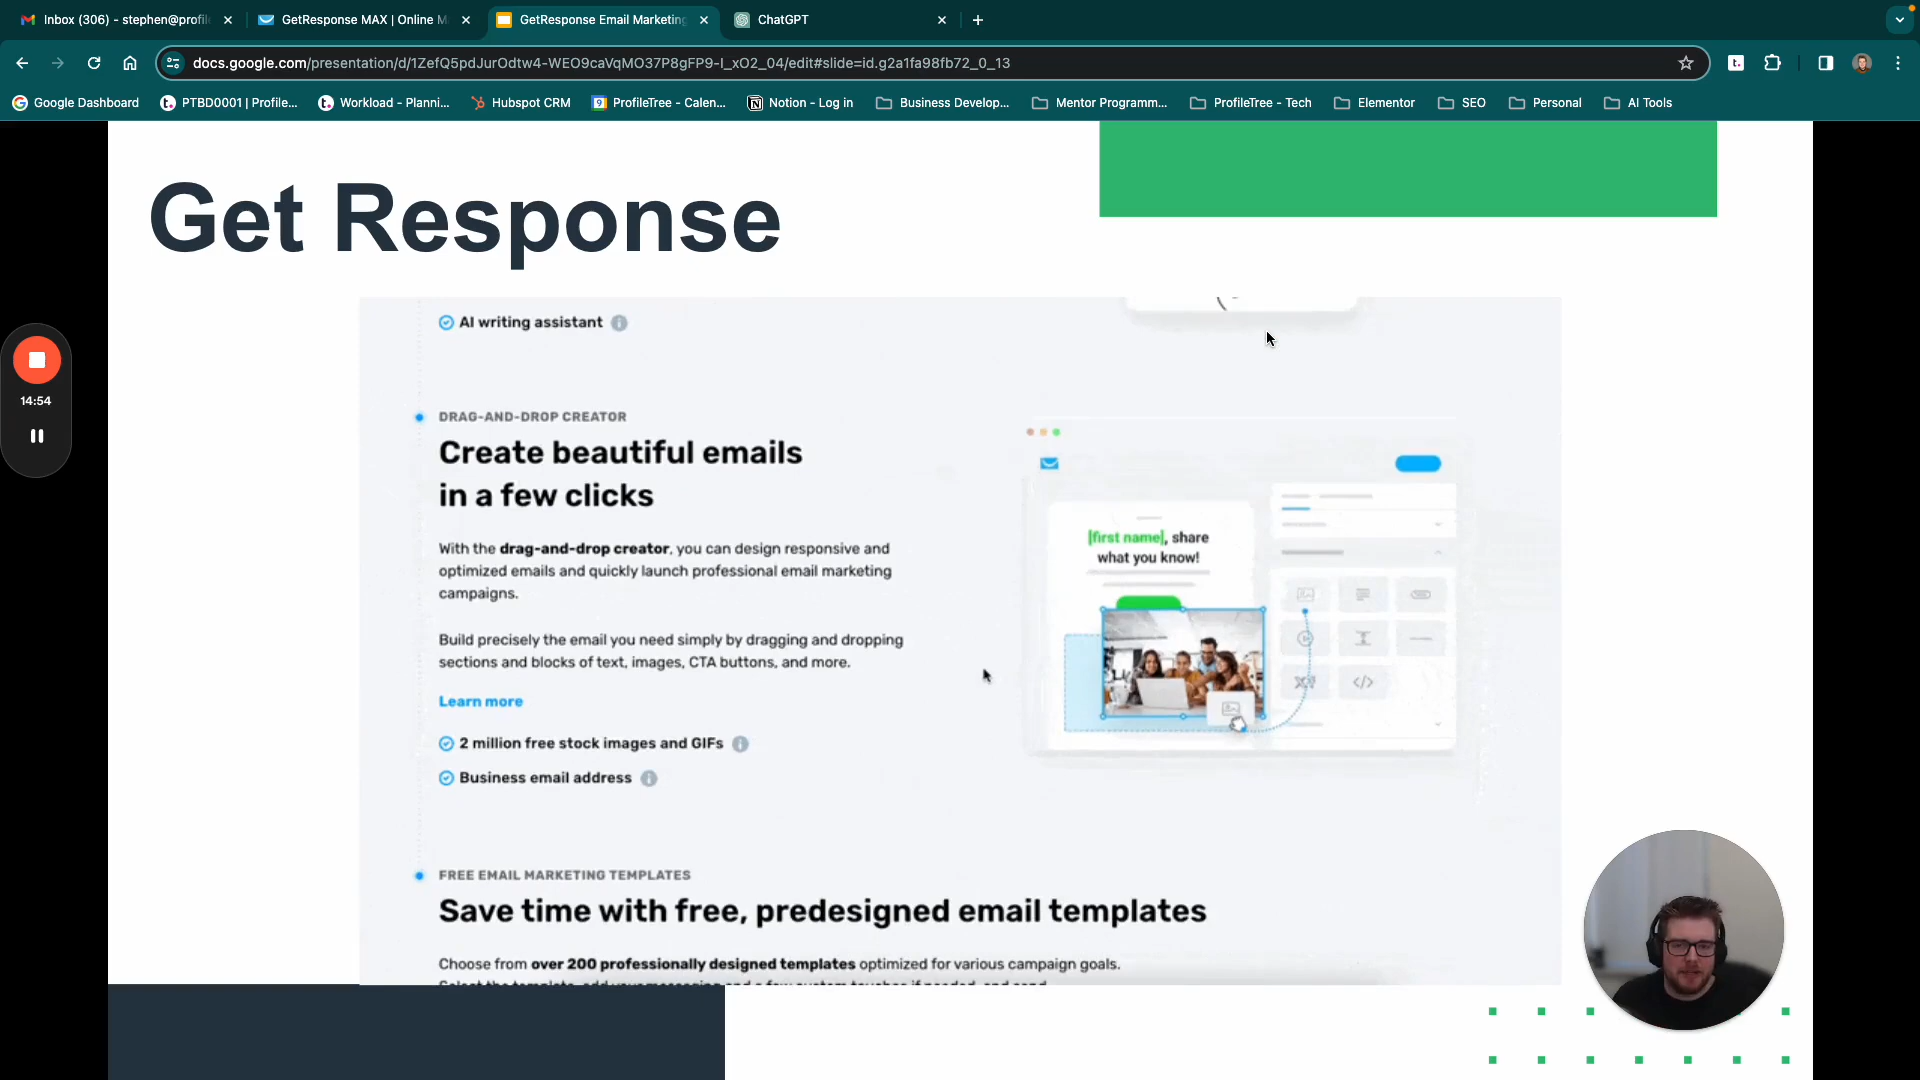 Inbox (306) - stephen@profil
GetResponse MAX | Online M
GetResponse Email Marketing
ChatGPT
docs.google.com/presentation/d/1ZefQ5pdJurOdtw4-WEO9caVqMO37P8gFP9-I_xO2_04/edit#slide=id.g2a1fa98fb72_0_13
Google Dashboard
PTBD0001 | Profile...
Workload - Planni...
Hubspot CRM
ProfileTree - Calen...
Notion - Log in
Business Develop...
Mentor Programm...
ProfileTree - Tech
Elementor
SEO
Personal
AI Tools
Get Response
14:54
AI writing assistant
DRAG-AND-DROP CREATOR
Create beautiful emails
in a few clicks
With the drag-and-drop creator, you can design responsive and
optimized emails and quickly launch professional email marketing
campaigns.
Build precisely the email you need simply by dragging and dropping
sections and blocks of text, images, CTA buttons, and more.
Learn more
2 million free stock images and GIFs
Business email address
[first name], share
what you know!
FREE EMAIL MARKETING TEMPLATES
Save time with free, predesigned email templates
Choose from over 200 professionally designed templates optimized for various campaign goals.